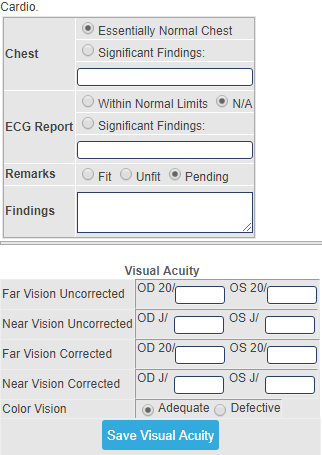 Cardio.
Chest
Essentially Normal Chest
Significant Findings:
ECG Report
Within Normal Limits N/A
Significant Findings:
Remarks Fit Unfit Pending
Findings
Visual Acuity
Far Vision Uncorrected OD 20/ OS 20/
Near Vision Uncorrected OD J/ OS J/
Far Vision Corrected OD 20/ OS 20/
Near Vision Corrected OD J/ OS J/
Color Vision Adequate Defective
Save Visual Acuity